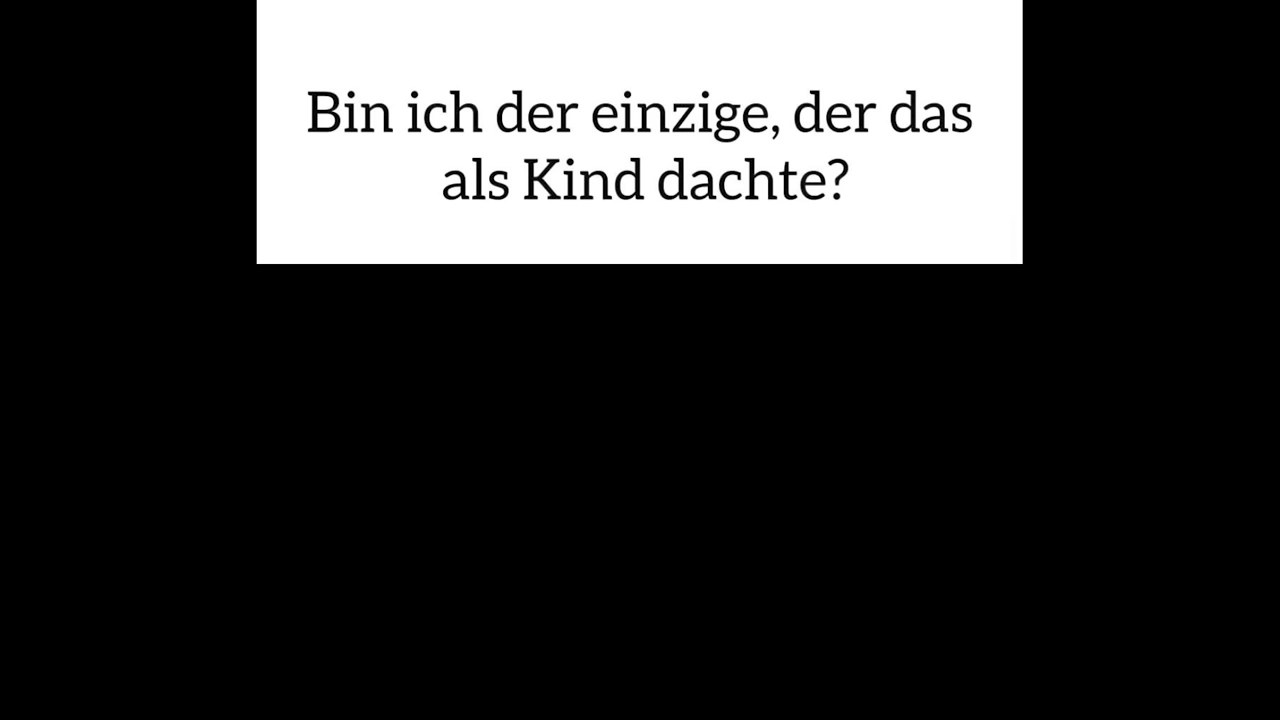 Bin ich der einzige, der das
als Kind dachte?